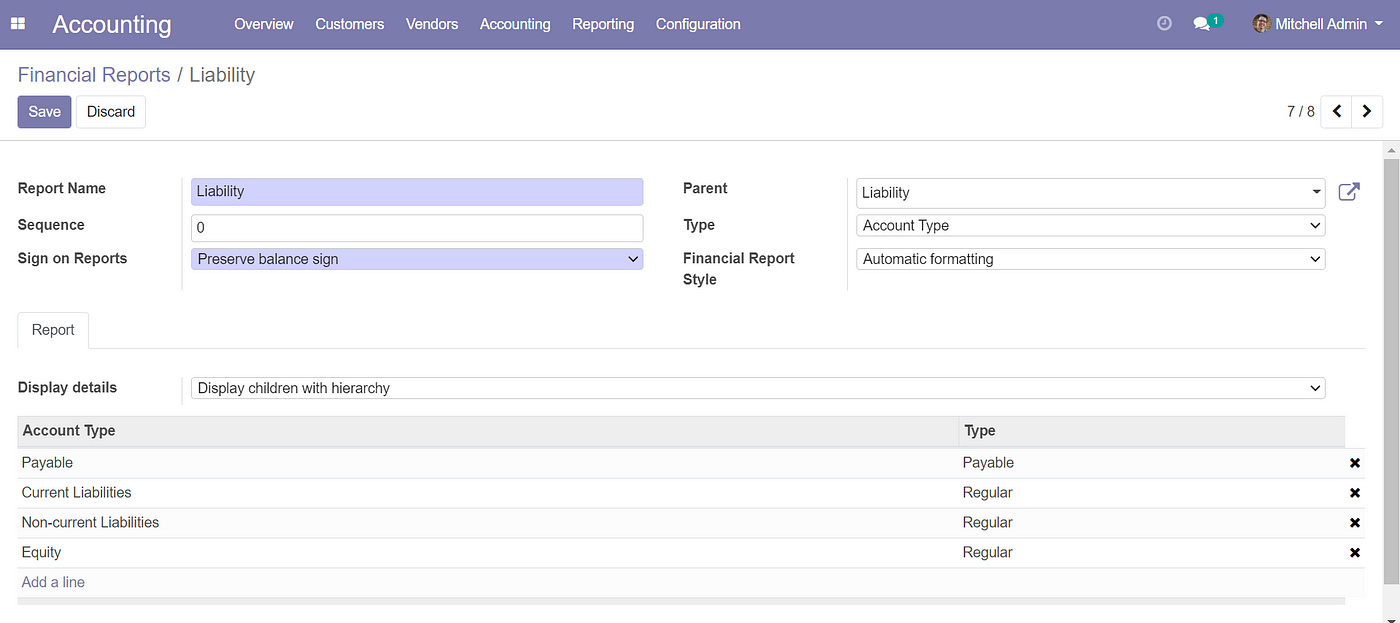 Accounting Overview Customers Vendors Accounting Reporting Configuration 1 Mitchell Admin
Financial Reports / Liability
Save Discard 7 / 8
Report Name Liability Parent Liability
Sequence 0 Type Account Type
Sign on Reports Preserve balance sign Financial Report Style Automatic formatting
Report
Display details Display children with hierarchy
Account Type Type
Payable Payable
Current Liabilities Regular
Non-current Liabilities Regular
Equity Regular
Add a line